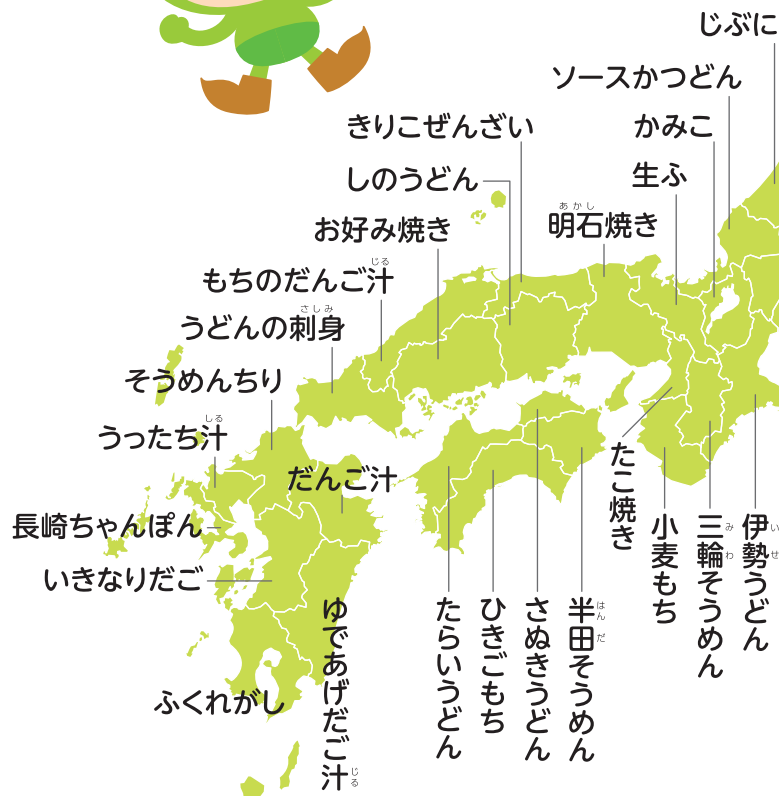 じぶに
ソースかつどん
きりこぜんざい
かみこ
しのうどん
生ふ
あかし
明石焼き
お好み焼き
じる
もちのだんご汁
さしみ
うどんの刺身
そうめんちり
しる
うったち汁
だんご汁
長崎ちゃんぽん
いきなりだご
ふくれがし
ゆであげだご汁
じる
たらいうどん
ひきごもち
さぬきうどん
半田そうめん
はんだ
たこ焼き
小麦もち
三輪そうめん
みわ
伊勢うどん
いせ